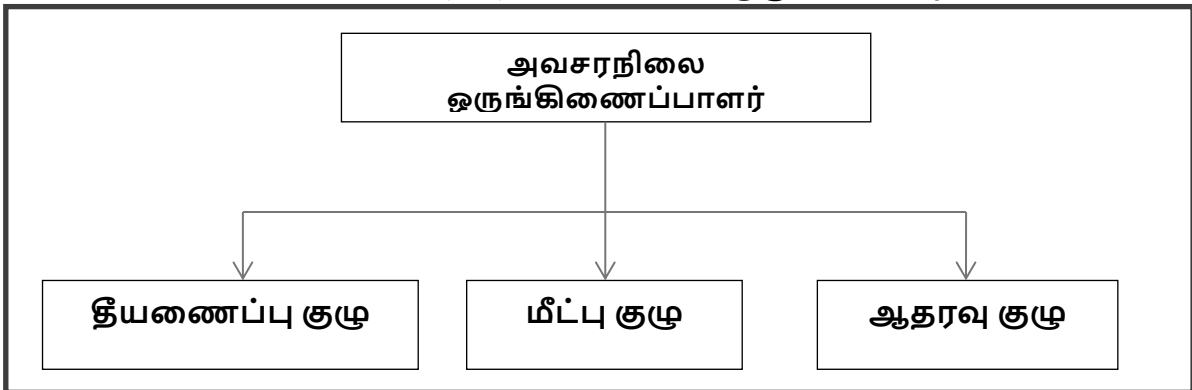 அவசரநிலை
ஒருங்கிணைப்பாளர்
தீயணைப்பு குழு
மீட்பு குழு
ஆதரவு குழு